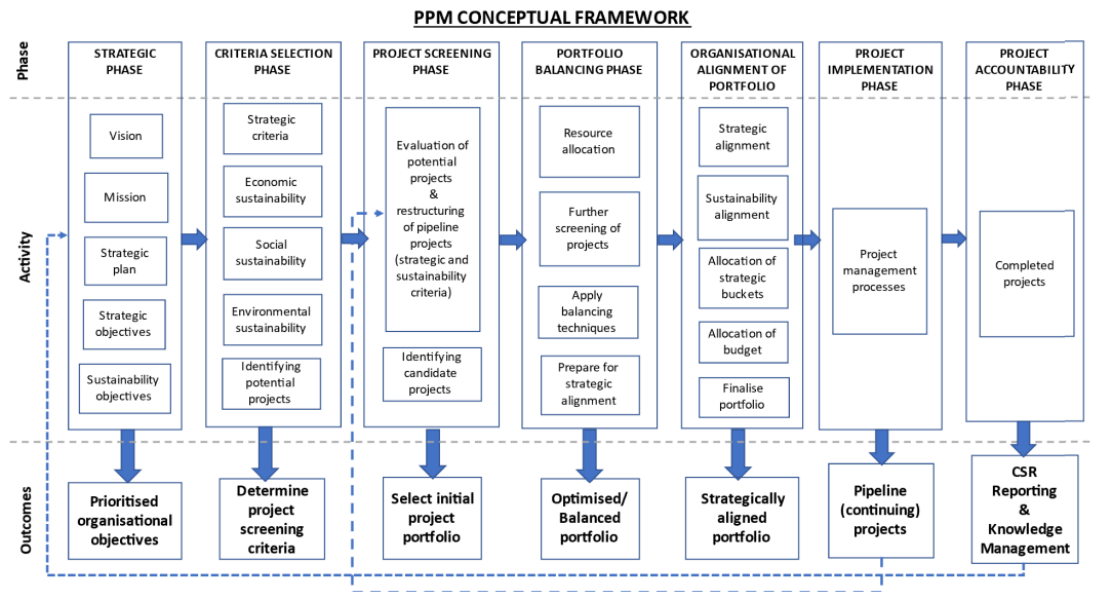 PPM CONCEPTUAL FRAMEWORK
Phase
STRATEGIC
PHASE
CRITERIA SELECTION
PHASE
PROJECT SCREENING
PHASE
PORTFOLIO
BALANCING PHASE
ORGANISATIONAL
ALIGNMENT OF
PORTFOLIO
PROJECT
IMPLEMENTATION
PHASE
PROJECT
ACCOUNTABILITY
PHASE
Activity
Vision
Mission
Strategic
plan
Strategic
objectives
Sustainability
objectives
Strategic
criteria
Economic
sustainability
Social
sustainability
Environmental
sustainability
Identifying
potential
projects
Evaluation of
potential
projects
&
restructuring
of pipeline
projects
(strategic and
sustainability
criteria)
Identifying
candidate
projects
Resource
allocation
Further
screening of
projects
Apply
balancing
techniques
Prepare for
strategic
alignment
Strategic
alignment
Sustainability
alignment
Allocation of
strategic
buckets
Allocation of
budget
Finalise
portfolio
Project
management
processes
Completed
projects
Outcomes
Prioritised
organisational
objectives
Determine
project
screening
criteria
Select initial
project
portfolio
Optimised/
Balanced
portfolio
Strategically
aligned
portfolio
Pipeline
(continuing)
projects
CSR
Reporting
&
Knowledge
Management